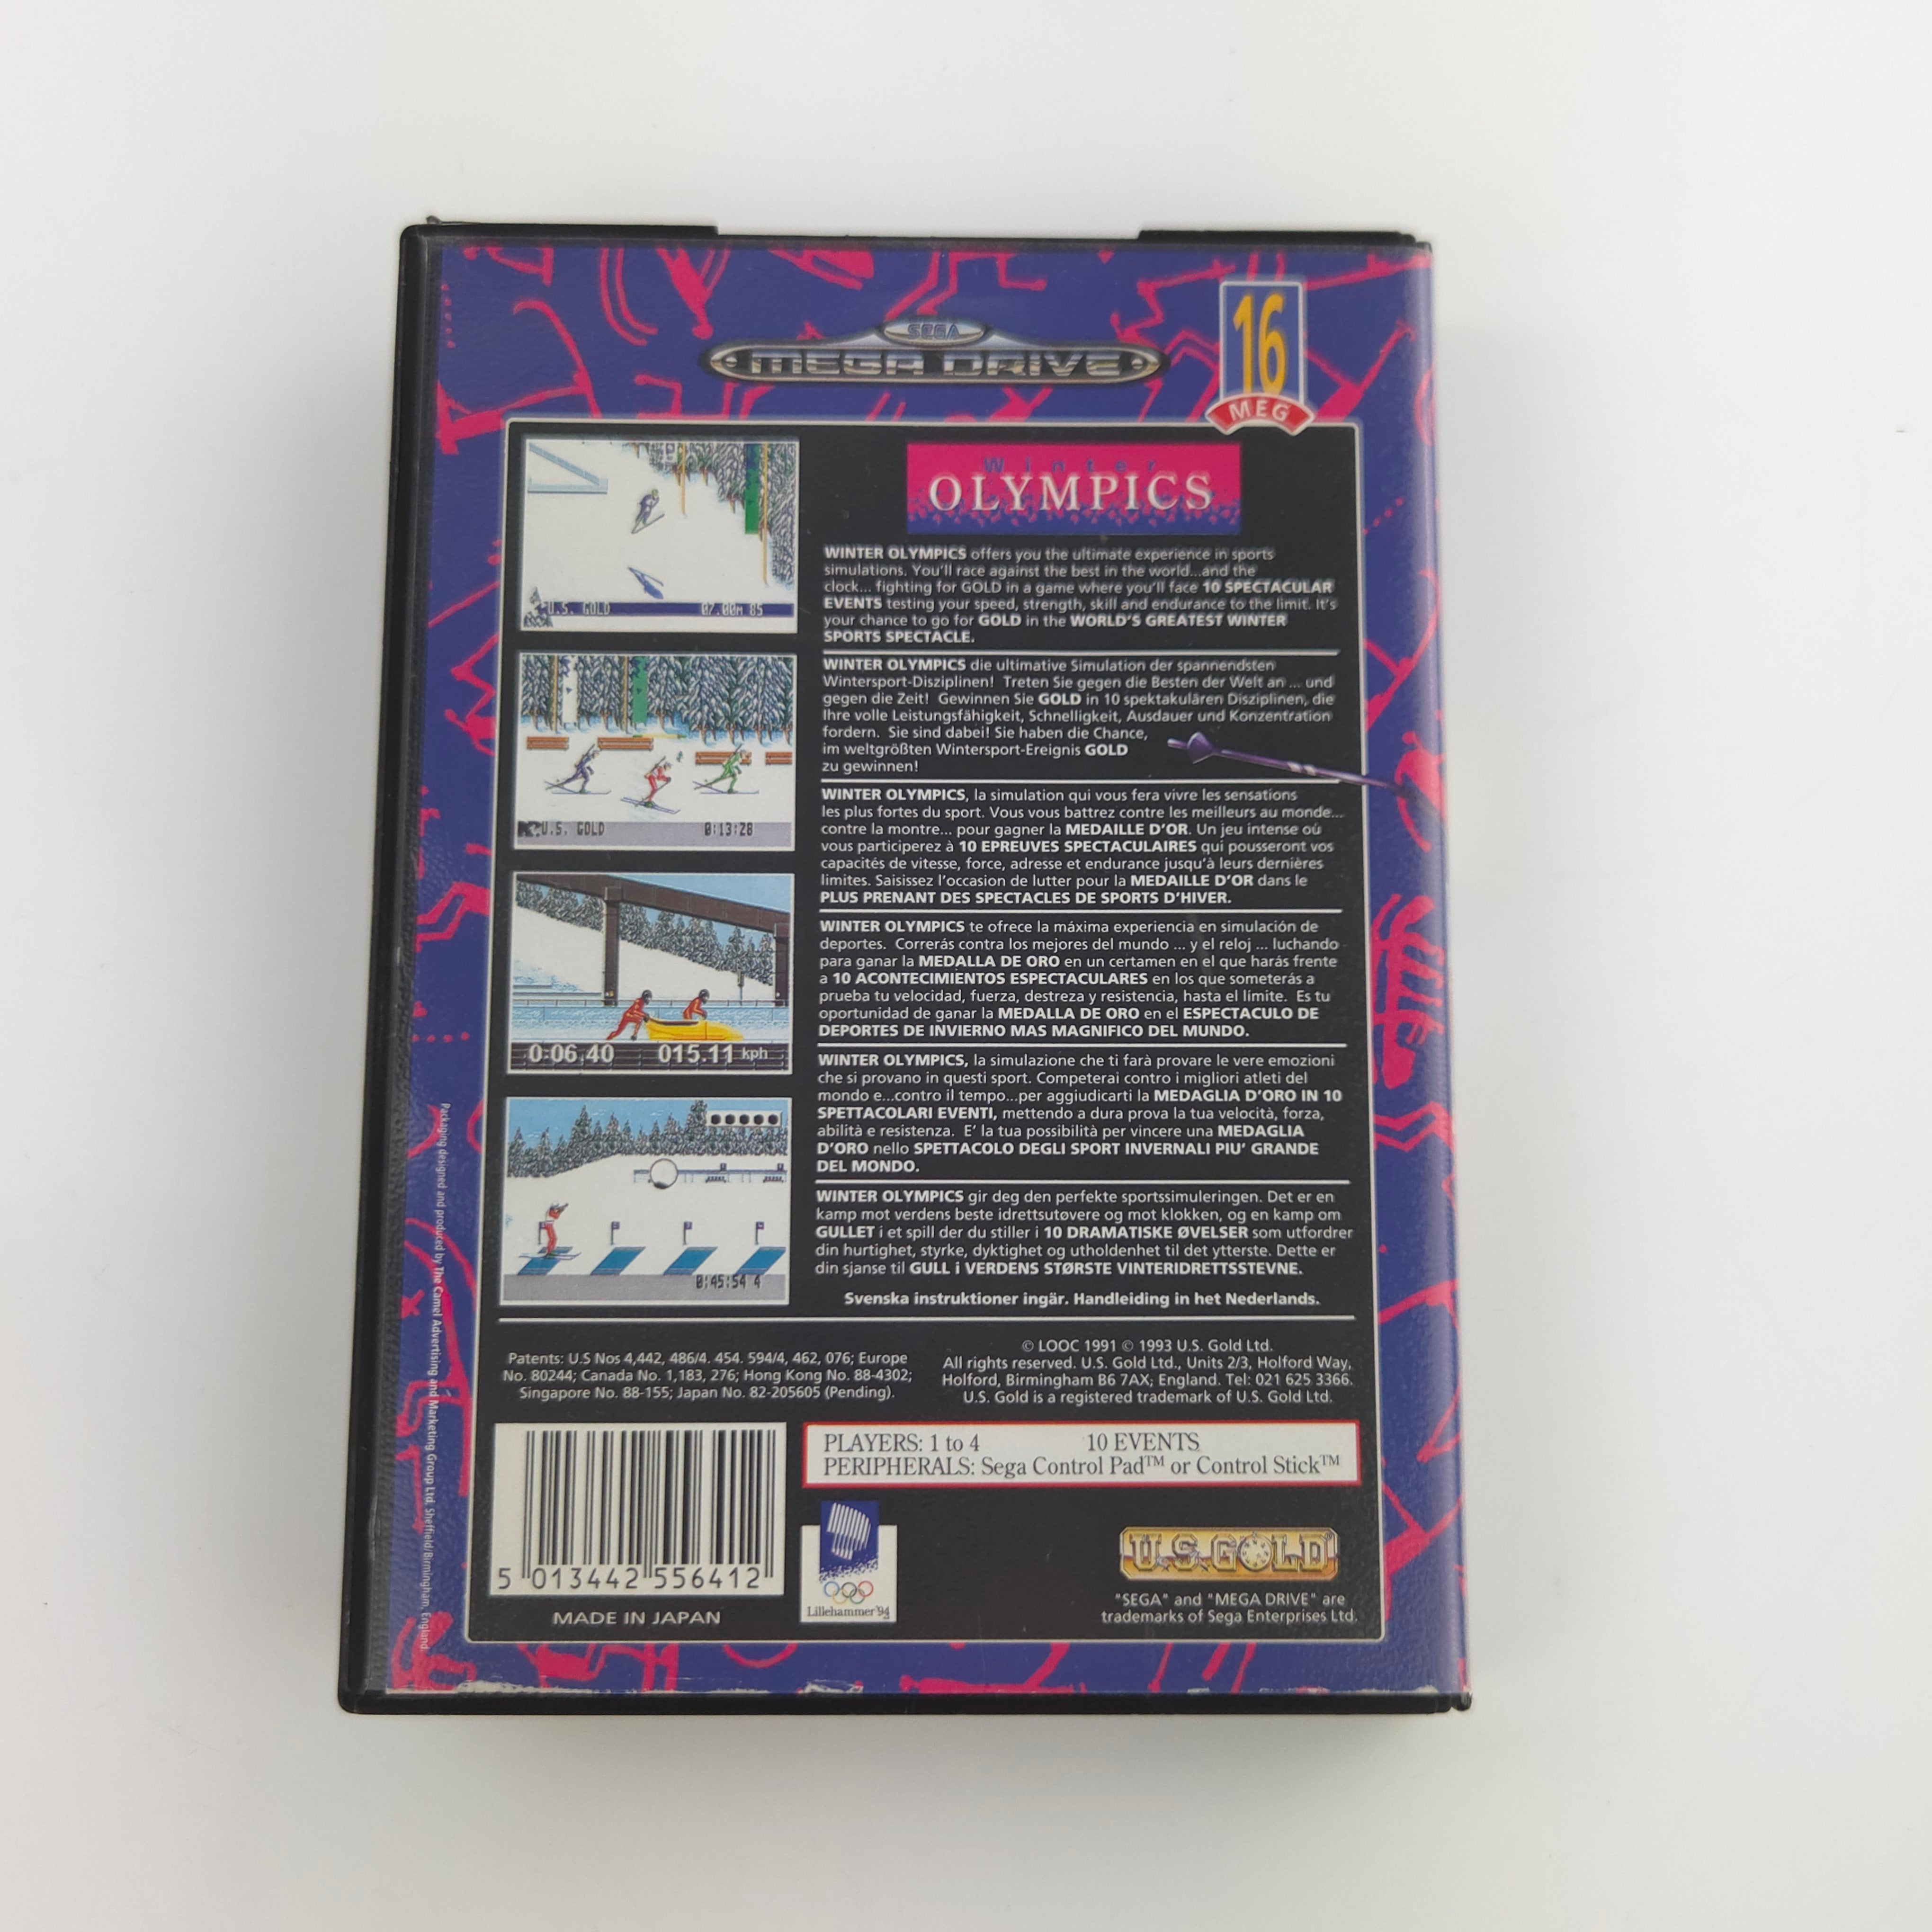 SEGA
MEGA DRIVE
16
MEG
Winter
OLYMPICS
U.S. GOLD 07.00m 85
U.S. GOLD 0:13:28
0:06.40 015.11 kph
0:45:54 4
WINTER OLYMPICS offers you the ultimate experience in sports
simulations. You'll race against the best in the world...and the
clock... fighting for GOLD in a game where you'll face 10 SPECTACULAR
EVENTS testing your speed, strength, skill and endurance to the limit. It's
your chance to go for GOLD in the WORLD'S GREATEST WINTER
SPORTS SPECTACLE.
WINTER OLYMPICS die ultimative Simulation der spannendsten
Wintersport-Disziplinen! Treten Sie gegen die Besten der Welt an ... und
gegen die Zeit! Gewinnen Sie GOLD in 10 spektakulären Disziplinen, die
Ihre volle Leistungsfähigkeit, Schnelligkeit, Ausdauer und Konzentration
fordern. Sie sind dabei! Sie haben die Chance,
im weltgrößten Wintersport-Ereignis GOLD
zu gewinnen!
WINTER OLYMPICS, la simulation qui vous fera vivre les sensations
les plus fortes du sport. Vous vous battrez contre les meilleurs au monde...
contre la montre... pour gagner la MEDAILLE D'OR. Un jeu intense où
vous participerez à 10 EPREUVES SPECTACULAIRES qui pousseront vos
capacités de vitesse, force, adresse et endurance jusqu'à leurs dernières
limites. Saisissez l'occasion de lutter pour la MEDAILLE D'OR dans le
PLUS PRENANT DES SPECTACLES DE SPORTS D'HIVER.
WINTER OLYMPICS te ofrece la máxima experiencia en simulación de
deportes. Correrás contra los mejores del mundo ... y el reloj ... luchando
para ganar la MEDALLA DE ORO en un certamen en el que harás frente
a 10 ACONTECIMIENTOS ESPECTACULARES en los que someterás a
prueba tu velocidad, fuerza, destreza y resistencia, hasta el límite. Es tu
oportunidad de ganar la MEDALLA DE ORO en el ESPECTACULO DE
DEPORTES DE INVIERNO MAS MAGNIFICO DEL MUNDO.
WINTER OLYMPICS, la simulazione che ti farà provare le vere emozioni
che si provano in questi sport. Competerai contro i migliori atleti del
mondo e...contro il tempo...per aggiudicarti la MEDAGLIA D'ORO IN 10
SPETTACOLARI EVENTI, mettendo a dura prova la tua velocità, forza,
abilità e resistenza. E' la tua possibilità per vincere una MEDAGLIA
D'ORO nello SPETTACOLO DEGLI SPORT INVERNALI PIU' GRANDE
DEL MONDO.
WINTER OLYMPICS gir deg den perfekte sportssimuleringen. Det er en
kamp mot verdens beste idrettsutøvere og mot klokken, og en kamp om
GULLET i et spill der du stiller i 10 DRAMATISKE ØVELSER som utfordrer
din hurtighet, styrke, dyktighet og utholdenhet til det ytterste. Dette er
din sjanse til GULL i VERDENS STØRSTE VINTERIDRETTSSTEVNE.
Svenska instruktioner ingär. Handleiding in het Nederlands.
Patents: U.S Nos 4,442, 486/4. 454. 594/4, 462, 076; Europe
No. 80244; Canada No. 1,183, 276; Hong Kong No. 88-4302;
Singapore No. 88-155; Japan No. 82-205605 (Pending).
© LOOC 1991 © 1993 U.S. Gold Ltd.
All rights reserved. U.S. Gold Ltd., Units 2/3, Holford Way,
Holford, Birmingham B6 7AX; England. Tel: 021 625 3366.
U.S. Gold is a registered trademark of U.S. Gold Ltd.
PLAYERS: 1 to 4 10 EVENTS
PERIPHERALS: Sega Control Pad™ or Control Stick™
5 013442 556412
MADE IN JAPAN
Lillehammer '94
U.S. GOLD
"SEGA" and "MEGA DRIVE" are
trademarks of Sega Enterprises Ltd.
Packaging designed and produced by The Camel Advertising and Marketing Group Ltd. Sheffield/Birmingham, England